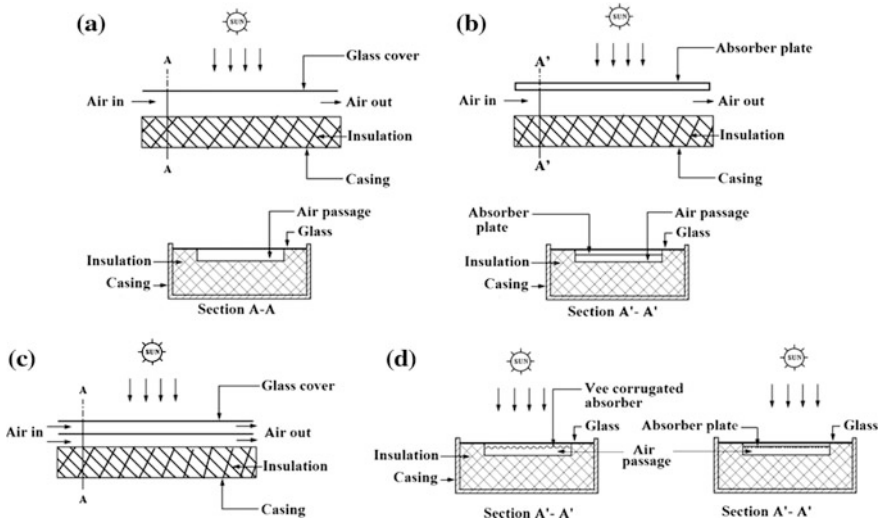 (a)
SUN
Glass cover
A
Air in
Air out
Insulation
A
Casing
Air passage
Glass
Insulation
Casing
Section A-A
(b)
SUN
Absorber plate
A'
Air in
Air out
Insulation
A'
Casing
Absorber
plate
Air passage
Glass
Insulation
Casing
Section A'- A'
(c)
SUN
Glass cover
A
Air in
Air out
Insulation
A
Casing
(d)
SUN
SUN
Vee corrugated
absorber
Glass
Absorber plate
Glass
Insulation
Air
passage
Casing
Section A'- A'
Section A'- A'